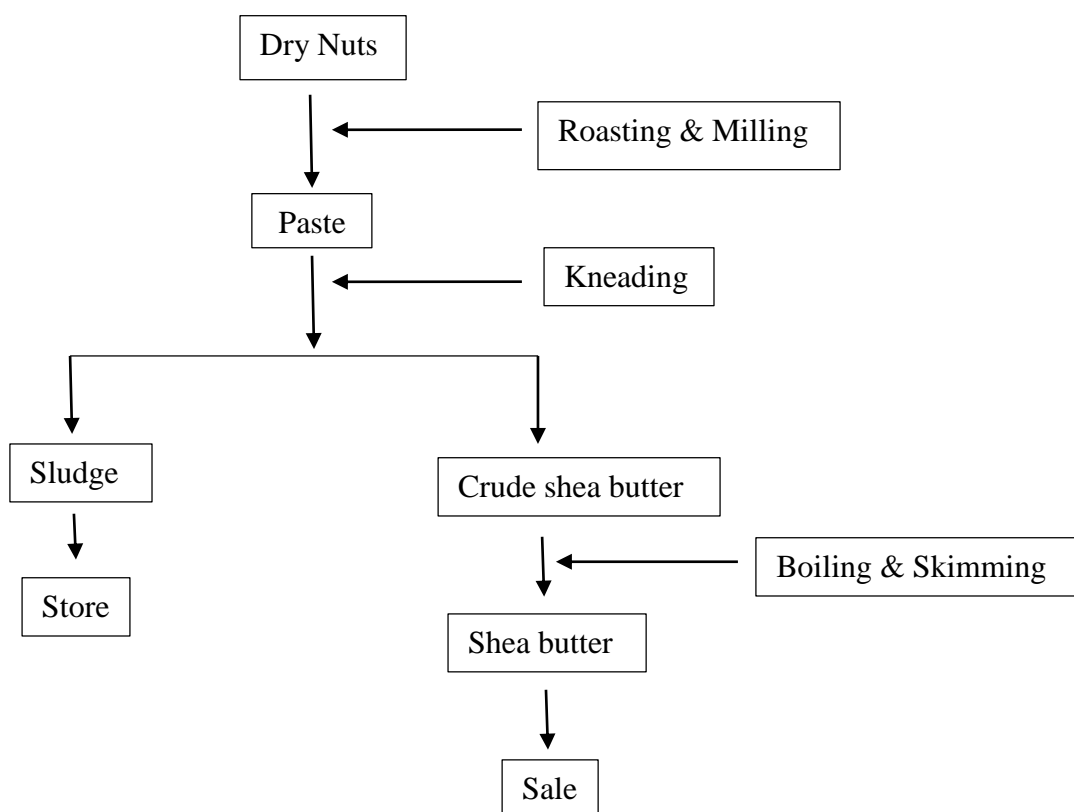 Dry Nuts
Roasting & Milling
Paste
Kneading
Sludge
Crude shea butter
Boiling & Skimming
Store
Shea butter
Sale